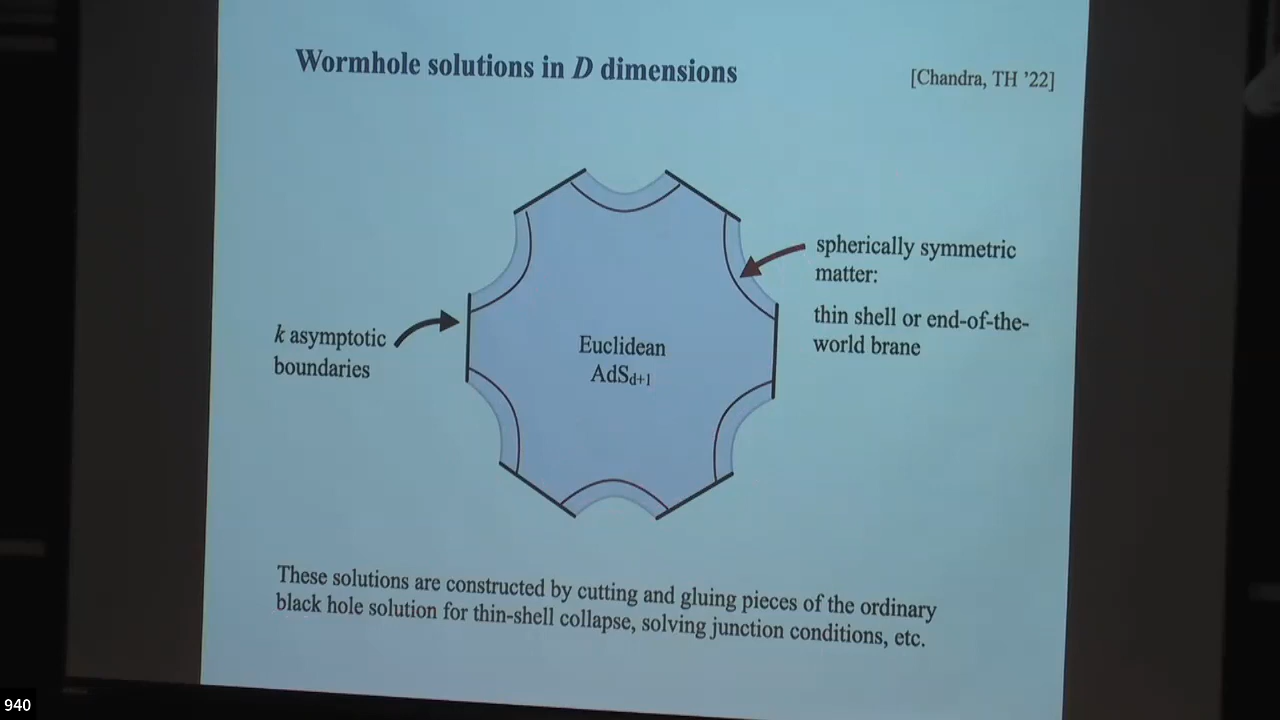 Wormhole solutions in D dimensions
[Chandra, TH '22]
spherically symmetric
matter:
thin shell or end-of-the-
world brane
k asymptotic
boundaries
Euclidean
AdSd+1
These solutions are constructed by cutting and gluing pieces of the ordinary
black hole solution for thin-shell collapse, solving junction conditions, etc.
940